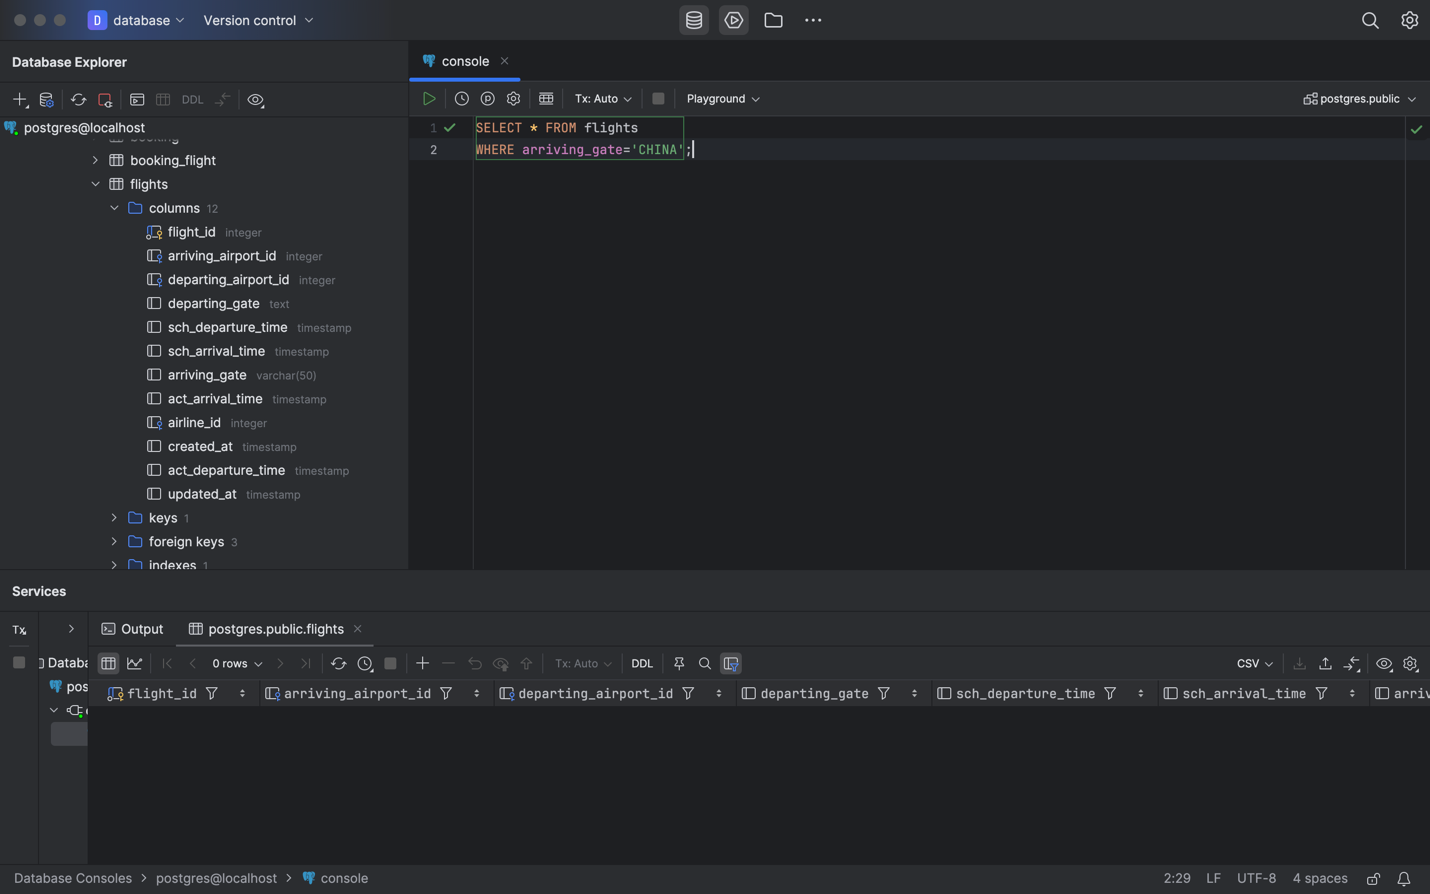 D database Version control
Database Explorer
console
DDL
Tx: Auto Playground postgres.public
postgres@localhost
booking
booking_flight
flights
columns 12
flight_id integer
arriving_airport_id integer
departing_airport_id integer
departing_gate text
sch_departure_time timestamp
sch_arrival_time timestamp
arriving_gate varchar(50)
act_arrival_time timestamp
airline_id integer
created_at timestamp
act_departure_time timestamp
updated_at timestamp
keys 1
foreign keys 3
indexes 1
1 SELECT * FROM flights
2 WHERE arriving_gate='CHINA';
Services
Tx
Output postgres.public.flights
Databa
pos
0 rows Tx: Auto DDL CSV
flight_id arriving_airport_id departing_airport_id departing_gate sch_departure_time sch_arrival_time arriv
Database Consoles > postgres@localhost > console 2:29 LF UTF-8 4 spaces